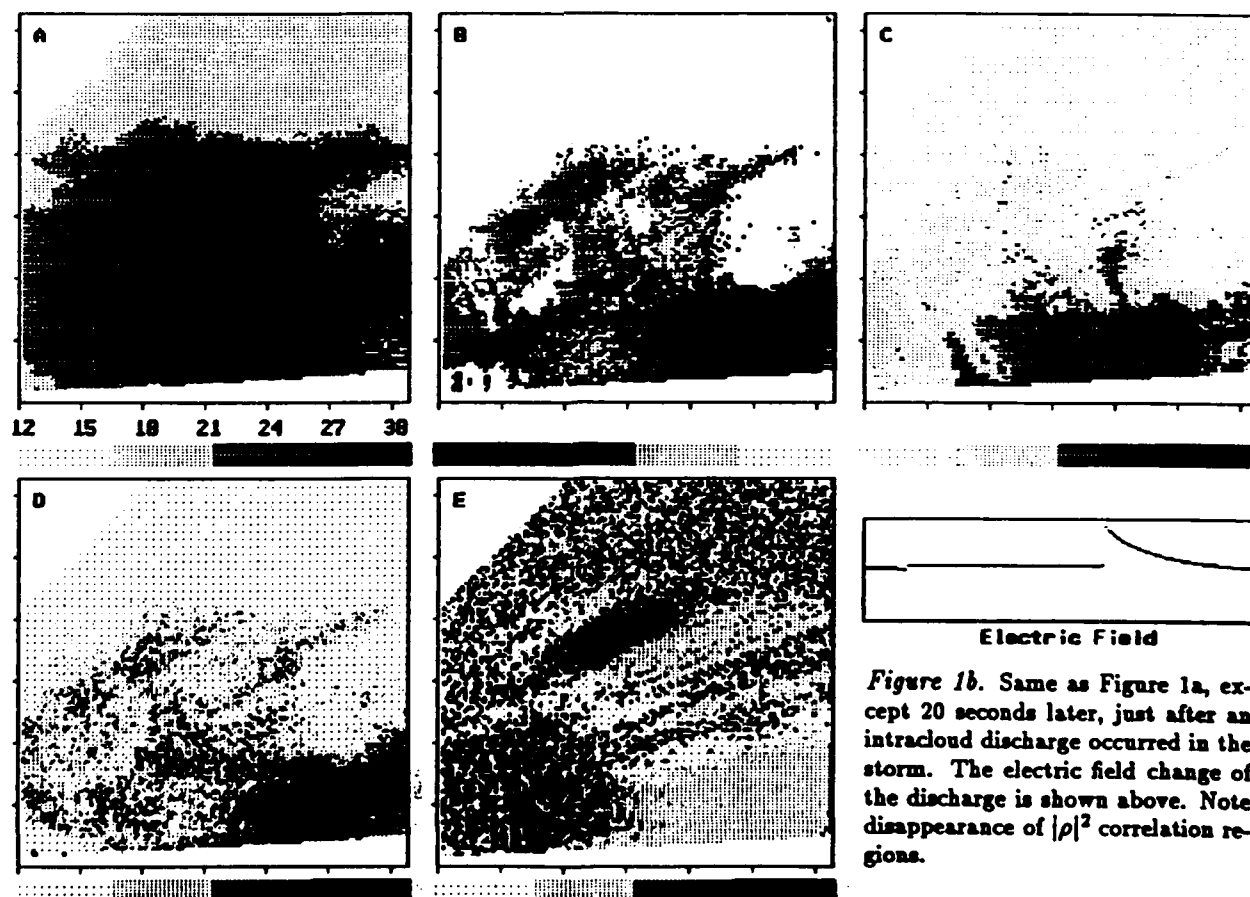 A
B
C
12 15 18 21 24 27 30
D
E
Electric Field
Figure 1b. Same as Figure 1a, ex-
cept 20 seconds later, just after an
intracloud discharge occurred in the
storm. The electric field change of
the discharge is shown above. Note
disappearance of |ρ|² correlation re-
gions.